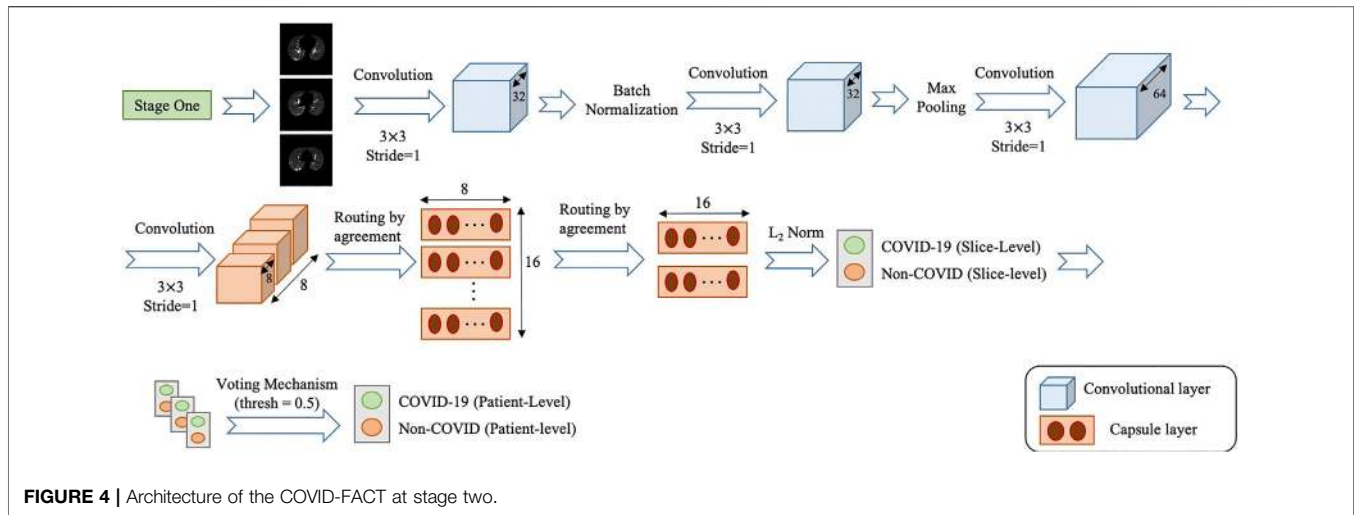 Stage One
Convolution
3×3
Stride=1
32
Batch
Normalization
Convolution
3×3
Stride=1
32
Max
Pooling
Convolution
3×3
Stride=1
64
Convolution
3×3
Stride=1
8
8
Routing by
agreement
8
16
Routing by
agreement
16
L₂ Norm
COVID-19 (Slice-Level)
Non-COVID (Slice-level)
Voting Mechanism
(thresh = 0.5)
COVID-19 (Patient-Level)
Non-COVID (Patient-level)
Convolutional layer
Capsule layer
FIGURE 4 | Architecture of the COVID-FACT at stage two.